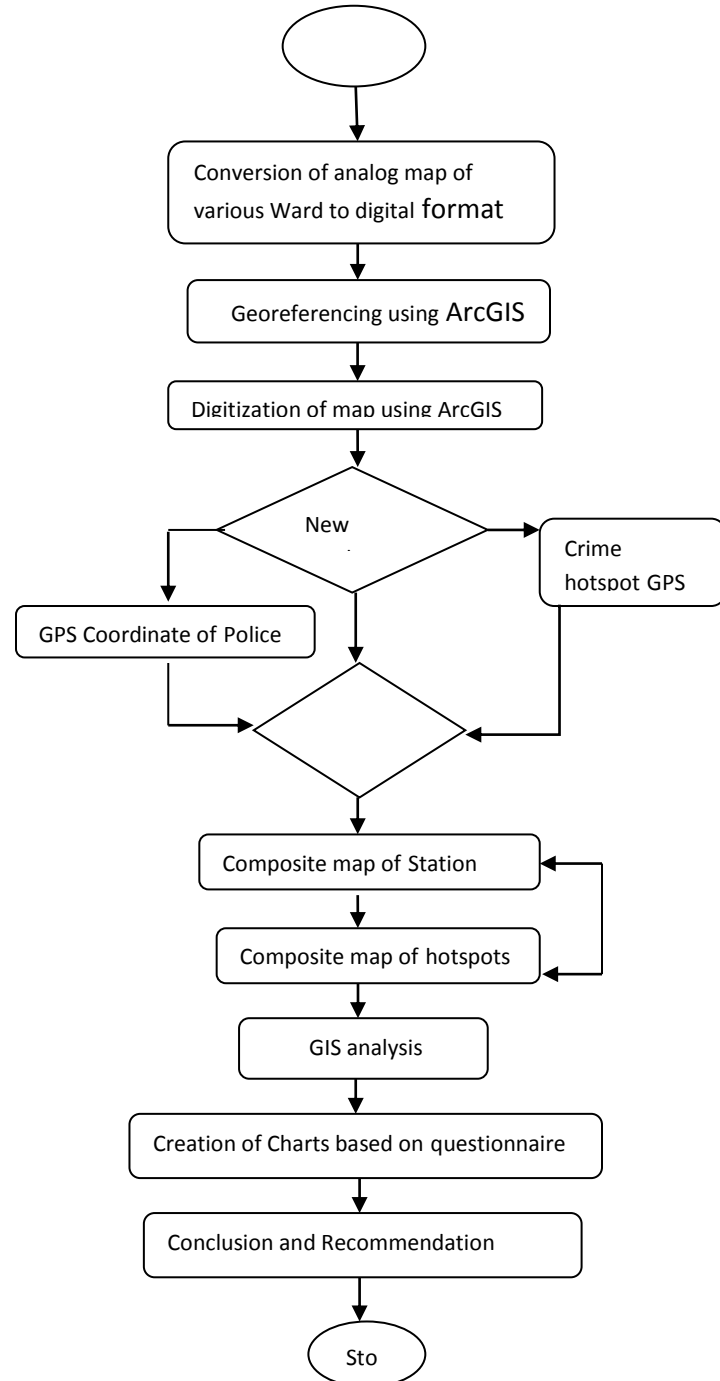 Conversion of analog map of
various Ward to digital format
Georeferencing using ArcGIS
Digitization of map using ArcGIS
New
Crime
hotspot GPS
GPS Coordinate of Police
Composite map of Station
Composite map of hotspots
GIS analysis
Creation of Charts based on questionnaire
Conclusion and Recommendation
Sto